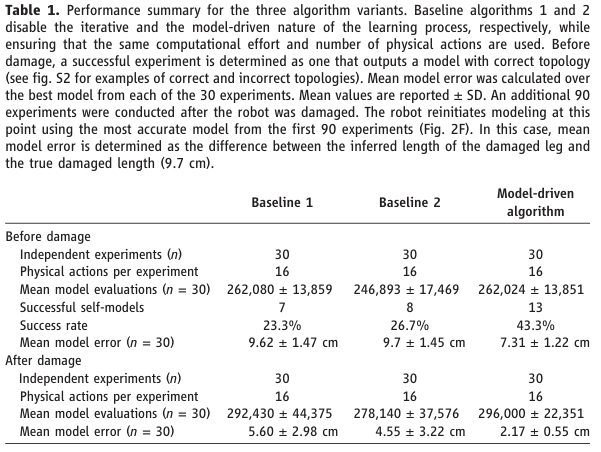 Table 1. Performance summary for the three algorithm variants. Baseline algorithms 1 and 2
disable the iterative and the model-driven nature of the learning process, respectively, while
ensuring that the same computational effort and number of physical actions are used. Before
damage, a successful experiment is determined as one that outputs a model with correct topology
(see fig. S2 for examples of correct and incorrect topologies). Mean model error was calculated over
the best model from each of the 30 experiments. Mean values are reported ± SD. An additional 90
experiments were conducted after the robot was damaged. The robot reinitiates modeling at this
point using the most accurate model from the first 90 experiments (Fig. 2F). In this case, mean
model error is determined as the difference between the inferred length of the damaged leg and
the true damaged length (9.7 cm).
Baseline 1 Baseline 2 Model-driven
algorithm
Before damage
Independent experiments (n) 30 30 30
Physical actions per experiment 16 16 16
Mean model evaluations (n = 30) 262,080 ± 13,859 246,893 ± 17,469 262,024 ± 13,851
Successful self-models 7 8 13
Success rate 23.3% 26.7% 43.3%
Mean model error (n = 30) 9.62 ± 1.47 cm 9.7 ± 1.45 cm 7.31 ± 1.22 cm
After damage
Independent experiments (n) 30 30 30
Physical actions per experiment 16 16 16
Mean model evaluations (n = 30) 292,430 ± 44,375 278,140 ± 37,576 296,000 ± 22,351
Mean model error (n = 30) 5.60 ± 2.98 cm 4.55 ± 3.22 cm 2.17 ± 0.55 cm